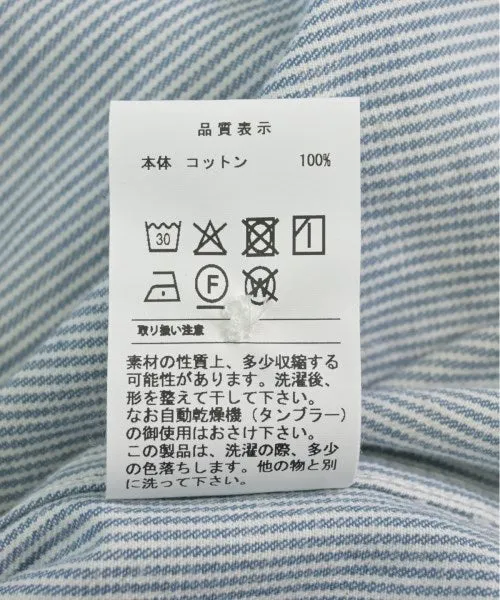 品質表示
本体 コットン 100%
30
F W
取り扱い注意
素材の性質上、多少収縮する
可能性があります。洗濯後、
形を整えて干して下さい。
なお自動乾燥機（タンブラー）
の御使用はおさけ下さい。
この製品は、洗濯の際、多少
の色落ちします。他の物と別
に洗って下さい。